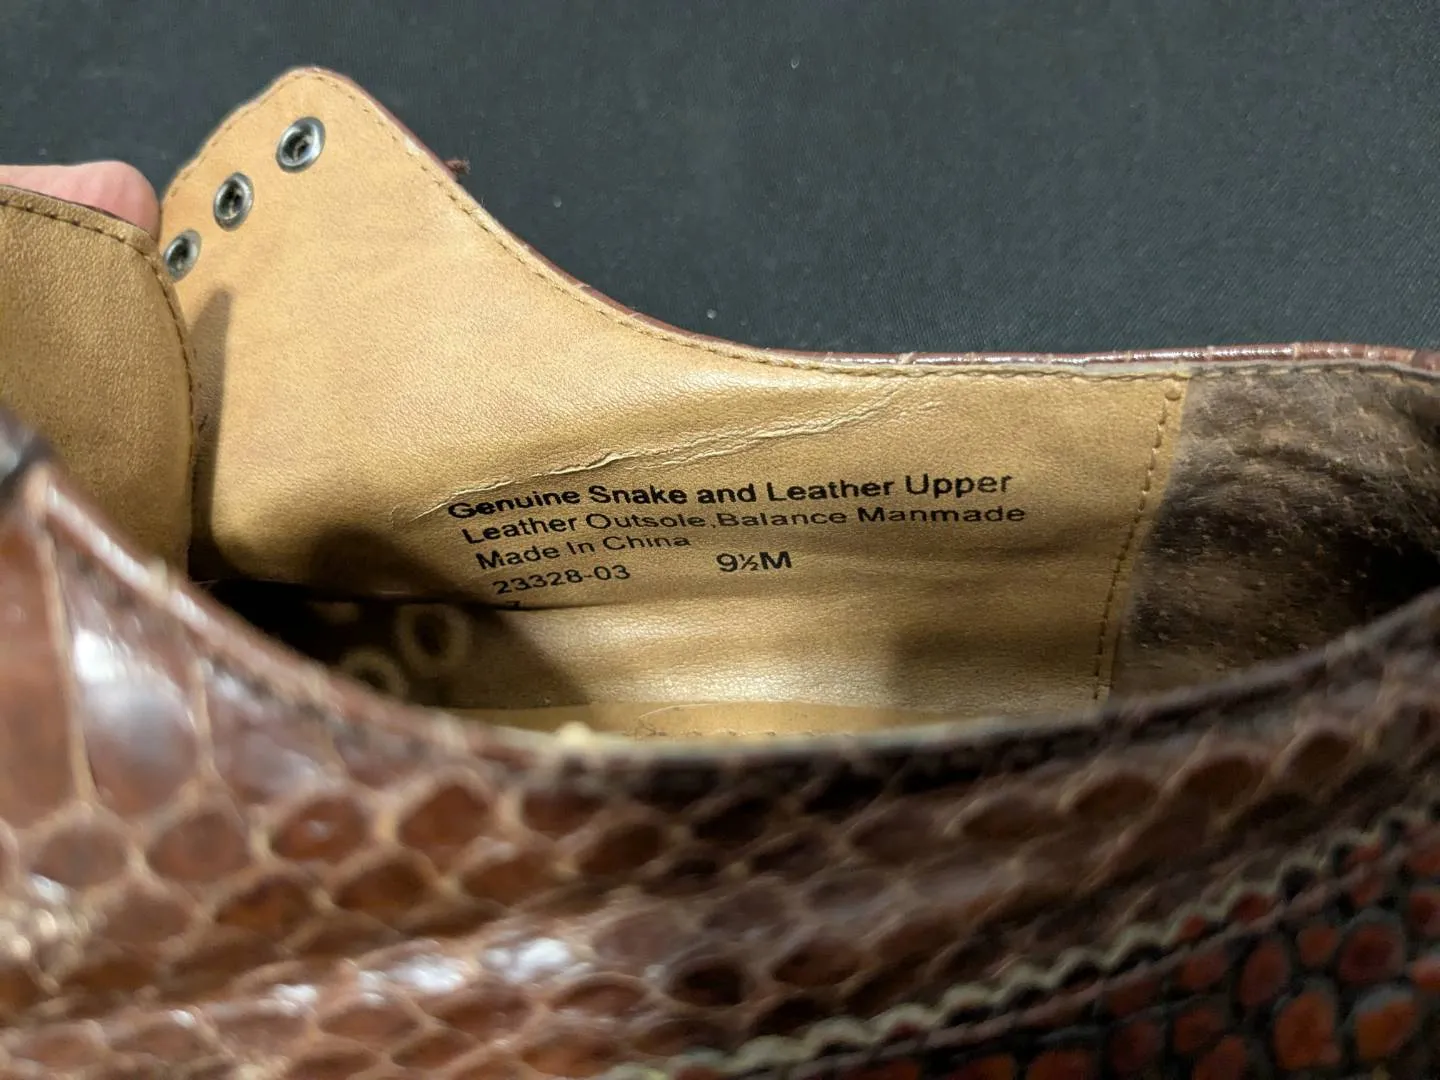 Genuine Snake and Leather Upper
Leather Outsole,Balance Manmade
Made In China
23328-03 9½M